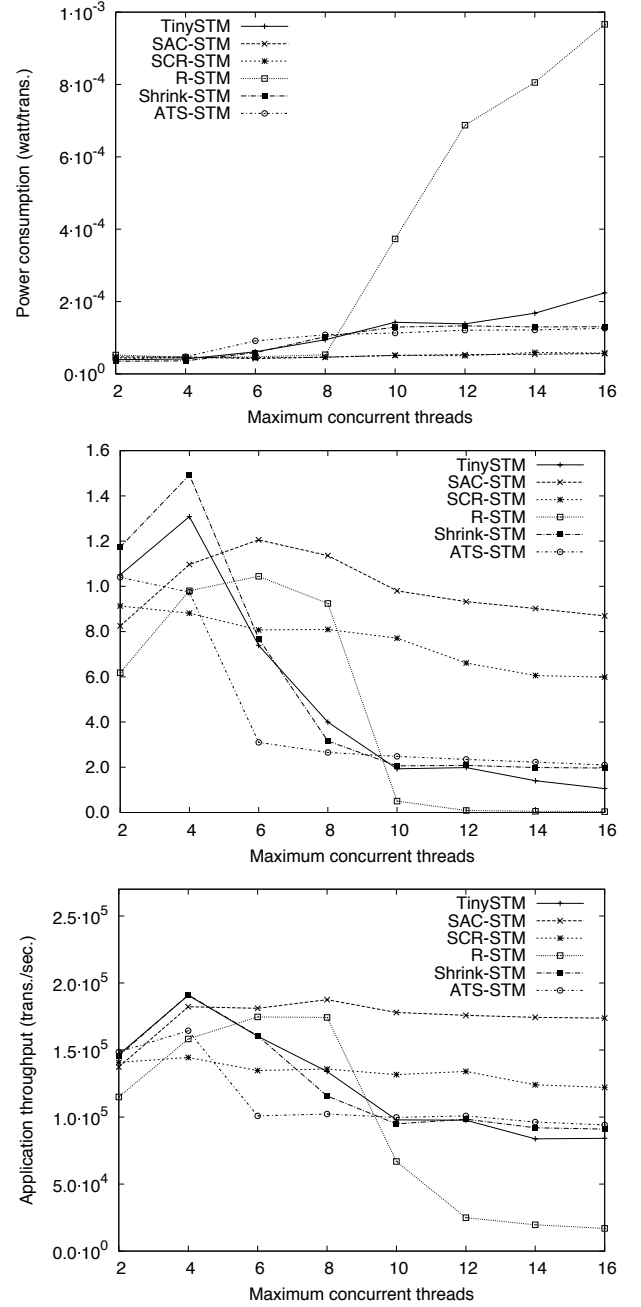 1·10-3
8·10-4
6·10-4
4·10-4
2·10-4
0·100
Power consumption (watt/trans.)
TinySTM
SAC-STM
SCR-STM
R-STM
Shrink-STM
ATS-STM
2 4 6 8 10 12 14 16
Maximum concurrent threads
1.6
1.4
1.2
1.0
8.0
6.0
4.0
2.0
0.0
TinySTM
SAC-STM
SCR-STM
R-STM
Shrink-STM
ATS-STM
2 4 6 8 10 12 14 16
Maximum concurrent threads
2.5·105
2.0·105
1.5·105
1.0·105
5.0·104
0.0·100
Application throughput (trans./sec.)
TinySTM
SAC-STM
SCR-STM
R-STM
Shrink-STM
ATS-STM
2 4 6 8 10 12 14 16
Maximum concurrent threads